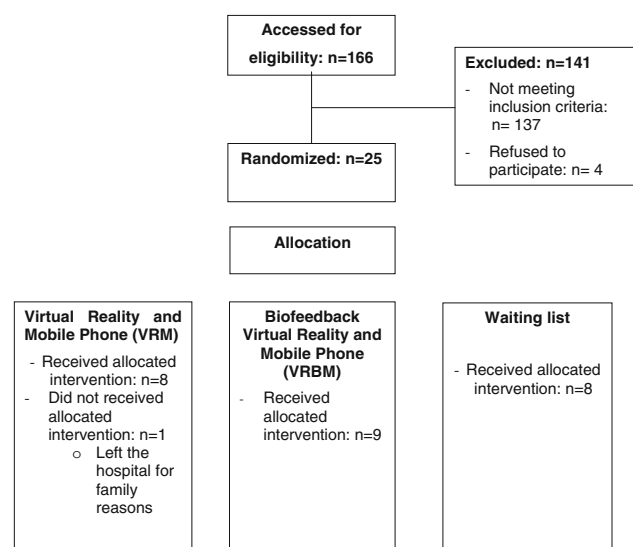 Accessed for
eligibility: n=166
Excluded: n=141
- Not meeting
inclusion criteria:
n= 137
- Refused to
participate: n= 4
Randomized: n=25
Allocation
Virtual Reality and
Mobile Phone (VRM)
- Received allocated
intervention: n=8
- Did not received
allocated
intervention: n=1
o Left the
hospital for
family
reasons
Biofeedback
Virtual Reality and
Mobile Phone
(VRBM)
- Received
allocated
intervention: n=9
Waiting list
- Received allocated
intervention: n=8